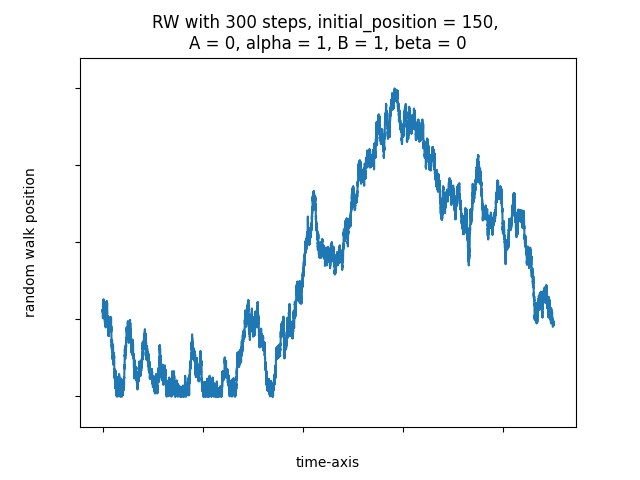 RW with 300 steps, initial_position = 150,
A = 0, alpha = 1, B = 1, beta = 0
random walk position
time-axis